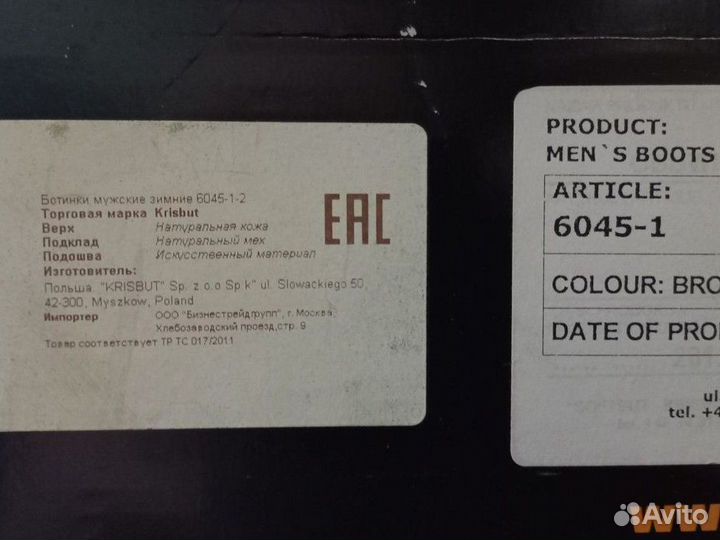 Ботинки мужские зимние 6045-1-2
Торговая марка Krisbut
Верх Натуральная кожа
Подклад Натуральный мех
Подошва Искусственный материал
Изготовитель:
Польша. "KRISBUT" Sp. z.o.o Sp k" ul. Slowackiego 50,
42-300, Myszkow, Poland
Импортер ООО "Бизнестрейдгрупп", г. Москва,
Хлебозаводский проезд,стр. 9
Товар соответствует ТР ТС 017/2011
EAC
PRODUCT:
MEN`S BOOTS
ARTICLE:
6045-1
COLOUR: BRO
DATE OF PRO
ul.
tel. +4
ww
Avito